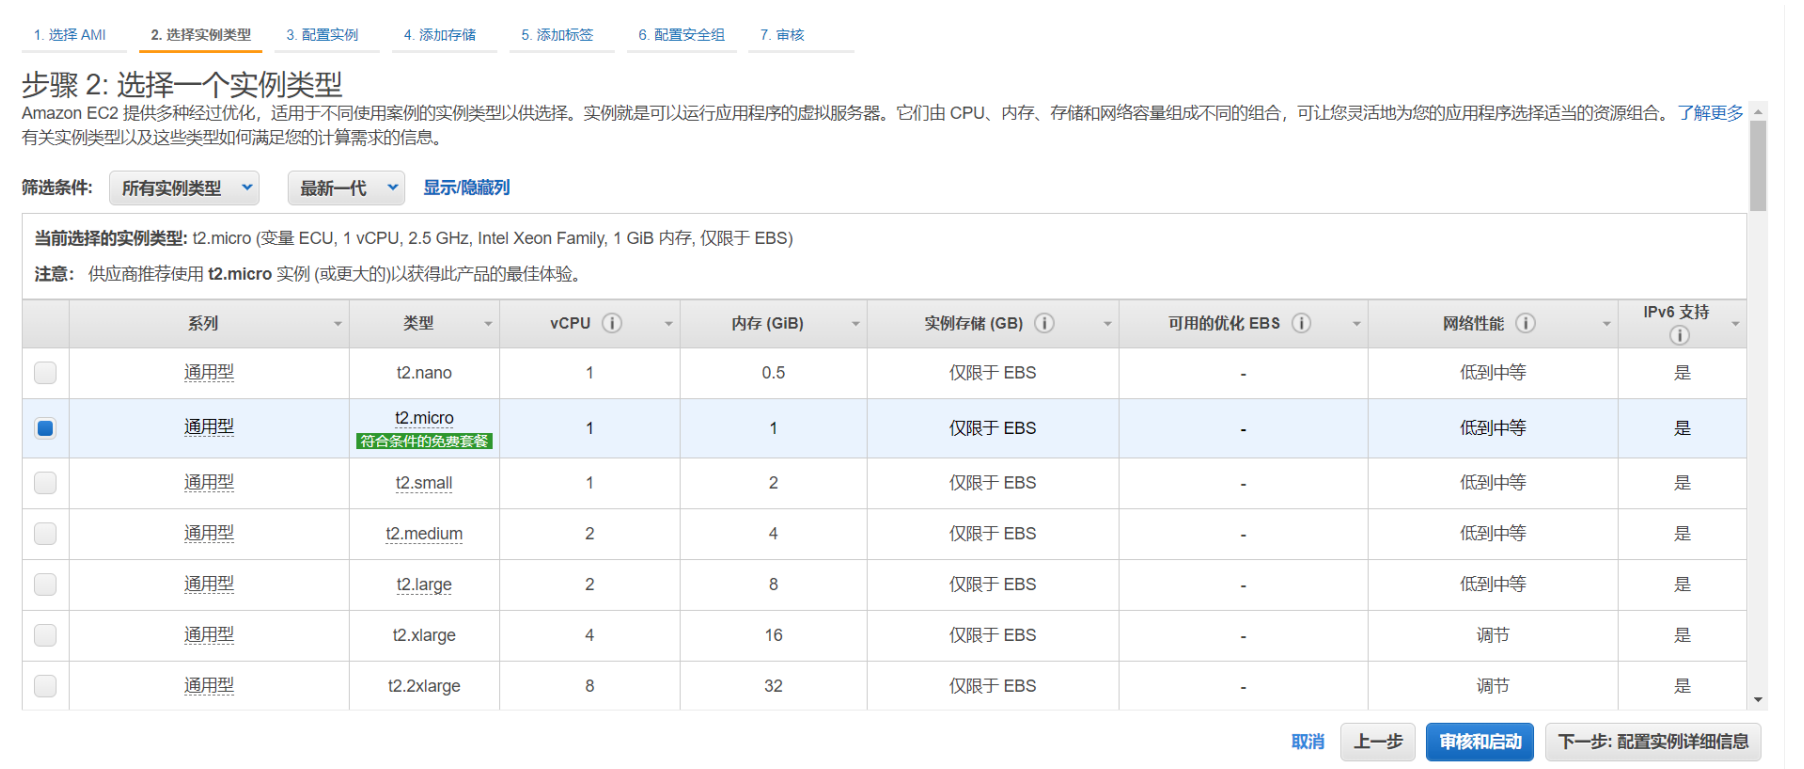 1. 选择 AMI 2. 选择实例类型 3. 配置实例 4. 添加存储 5. 添加标签 6. 配置安全组 7. 审核
步骤 2: 选择一个实例类型
Amazon EC2 提供多种经过优化，适用于不同使用案例的实例类型以供选择。实例就是可以运行应用程序的虚拟服务器。它们由 CPU、内存、存储和网络容量组成不同的组合，可让您灵活地为您的应用程序选择适当的资源组合。 了解更多
有关实例类型以及这些类型如何满足您的计算需求的信息。
筛选条件: 所有实例类型 最新一代 显示/隐藏列
当前选择的实例类型: t2.micro (变量 ECU, 1 vCPU, 2.5 GHz, Intel Xeon Family, 1 GiB 内存, 仅限于 EBS)
注意： 供应商推荐使用 t2.micro 实例 (或更大的)以获得此产品的最佳体验。
系列 类型 vCPU 内存 (GiB) 实例存储 (GB) 可用的优化 EBS 网络性能 IPv6 支持
通用型 t2.nano 1 0.5 仅限于 EBS - 低到中等 是
通用型 t2.micro 1 1 仅限于 EBS - 低到中等 是
符合条件的免费套餐
通用型 t2.small 1 2 仅限于 EBS - 低到中等 是
通用型 t2.medium 2 4 仅限于 EBS - 低到中等 是
通用型 t2.large 2 8 仅限于 EBS - 低到中等 是
通用型 t2.xlarge 4 16 仅限于 EBS - 调节 是
通用型 t2.2xlarge 8 32 仅限于 EBS - 调节 是
取消 上一步 审核和启动 下一步: 配置实例详细信息